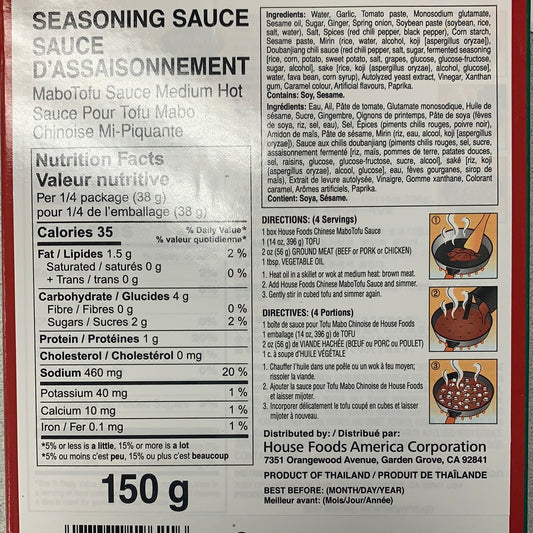 SEASONING SAUCE
SAUCE
D'ASSAISONNEMENT
MaboTofu Sauce Medium Hot
Sauce Pour Tofu Mabo
Chinoise Mi-Piquante
Nutrition Facts
Valeur nutritive
Per 1/4 package (38 g)
pour 1/4 de l'emballage (38 g)
Calories 35
% Daily Value*
% valeur quotidienne*
Fat / Lipides 1.5 g 2 %
Saturated / saturés 0 g
+ Trans / trans 0 g
0 %
Carbohydrate / Glucides 4 g
Fibre / Fibres 0 g 0 %
Sugars / Sucres 2 g 2 %
Protein / Protéines 1 g
Cholesterol / Cholestérol 0 mg
Sodium 460 mg 20 %
Potassium 40 mg 1 %
Calcium 10 mg 1 %
Iron / Fer 0.1 mg 1 %
*5% or less is a little, 15% or more is a lot
*5% ou moins c'est peu, 15% ou plus c'est beaucoup
150 g
Ingredients: Water, Garlic, Tomato paste, Monosodium glutamate,
Sesame oil, Sugar, Ginger, Spring onion, Soybean paste (soybean, rice,
salt, water), Salt, Spices (red chili pepper, black pepper), Corn starch,
Sesame paste, Mirin (rice, water, alcohol, koji [aspergillus oryzae]),
Doubanjiang chili sauce (red chili pepper, salt, sugar, fermented seasoning
[rice, corn, potato, sweet potato, salt, grapes, glucose, glucose-fructose,
sugar, alcohol], sake [rice, koji (aspergillus oryzae), alcohol, glucose],
water, fava bean, corn syrup), Autolyzed yeast extract, Vinegar, Xanthan
gum, Caramel colour, Artificial flavours, Paprika.
Contains: Soy, Sesame.
Ingrédients: Eau, Ail, Pâte de tomate, Glutamate monosodique, Huile de
sésame, Sucre, Gingembre, Oignons de printemps, Pâte de soya (fèves
de soya, riz, sel, eau), Sel, Épices (piments chili rouges, poivre noir),
Amidon de maïs, Pâte de sésame, Mirin (riz, eau, alcool, koji [aspergillus
oryzae]), Sauce aux chilis doubanjiang (piments chilis rouges, sel, sucre,
assaisonnement fermenté [riz, maïs, pommes de terre, patates douces,
sel, raisins, glucose, glucose-fructose, sucre, alcool], saké [riz, koji
(aspergillus oryzae), alcool, glucose], eau, fèves gourganes, sirop de
maïs), Extrait de levure autolysée, Vinaigre, Gomme xanthane, Colorant
caramel, Arômes artificiels, Paprika.
Contient: Soya, Sésame.
DIRECTIONS: (4 Servings)
1 box House Foods Chinese MaboTofu Sauce
1 (14 oz, 396 g) TOFU
2 oz (56 g) GROUND MEAT (BEEF or PORK or CHICKEN)
1 tbsp. VEGETABLE OIL
1. Heat oil in a skillet or wok at medium heat: brown meat.
2. Add House Foods Chinese MaboTofu Sauce and simmer.
3. Gently stir in cubed tofu and simmer again.
DIRECTIVES: (4 Portions)
1 boîte de sauce pour Tofu Mabo Chinoise de House Foods
1 emballage (14 oz, 396 g) de TOFU
2 oz (56 g) de VIANDE HACHÉE (BŒUF ou PORC ou POULET)
1 c. à soupe d'HUILE VÉGÉTALE
1. Chauffer l'huile dans une poêle ou un wok à feu moyen;
rissoler la viande.
2. Ajouter la sauce pour Tofu Mabo Chinoise de House Foods
et laisser mijoter.
3. Incorporer délicatement le tofu coupé en cubes et laisser
mijoter à nouveau.
1
2
3
Distributed by: / Distribué par:
House Foods America Corporation
7351 Orangewood Avenue, Garden Grove, CA 92841
PRODUCT OF THAILAND / PRODUIT DE THAÏLANDE
BEST BEFORE: (MONTH/DAY/YEAR)
Meilleur avant: (Mois/Jour/Année)